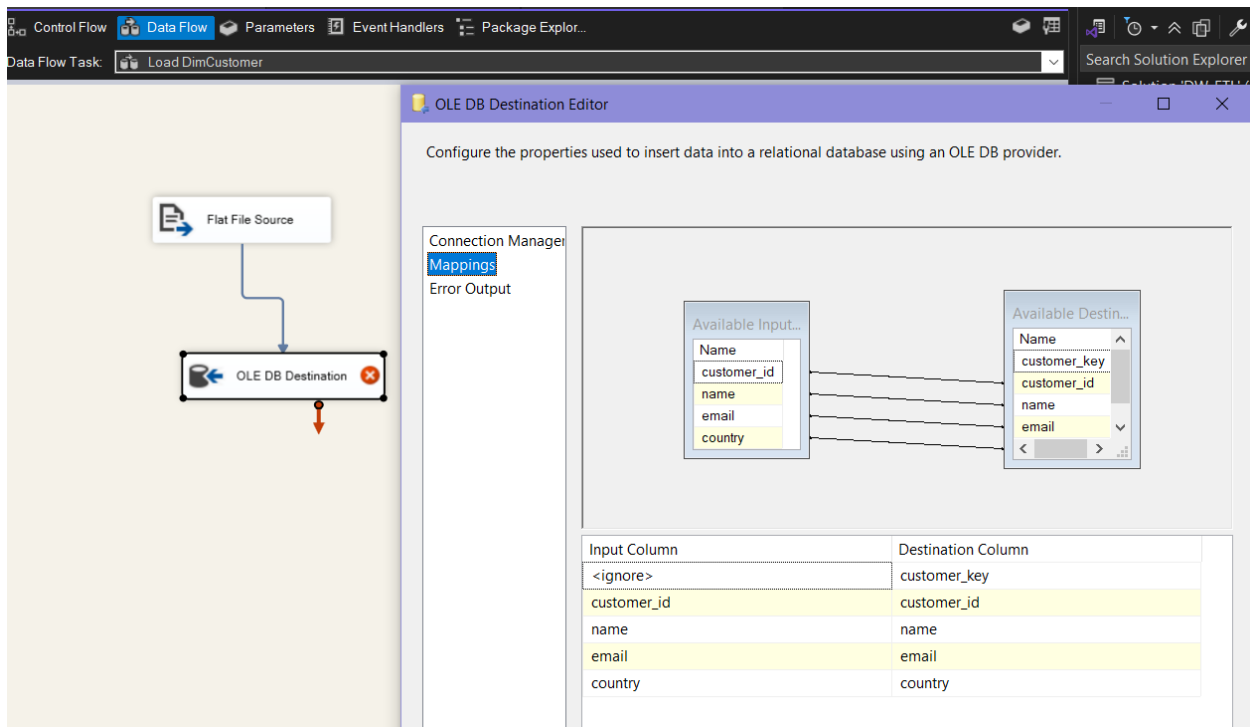 Control Flow Data Flow Parameters Event Handlers Package Explor...
Data Flow Task: Load DimCustomer
Search Solution Explorer
OLE DB Destination Editor
Configure the properties used to insert data into a relational database using an OLE DB provider.
Flat File Source
OLE DB Destination
Connection Manager
Mappings
Error Output
Available Input...
Name
customer_id
name
email
country
Available Destin...
Name
customer_key
customer_id
name
email
Input Column Destination Column
<ignore> customer_key
customer_id customer_id
name name
email email
country country